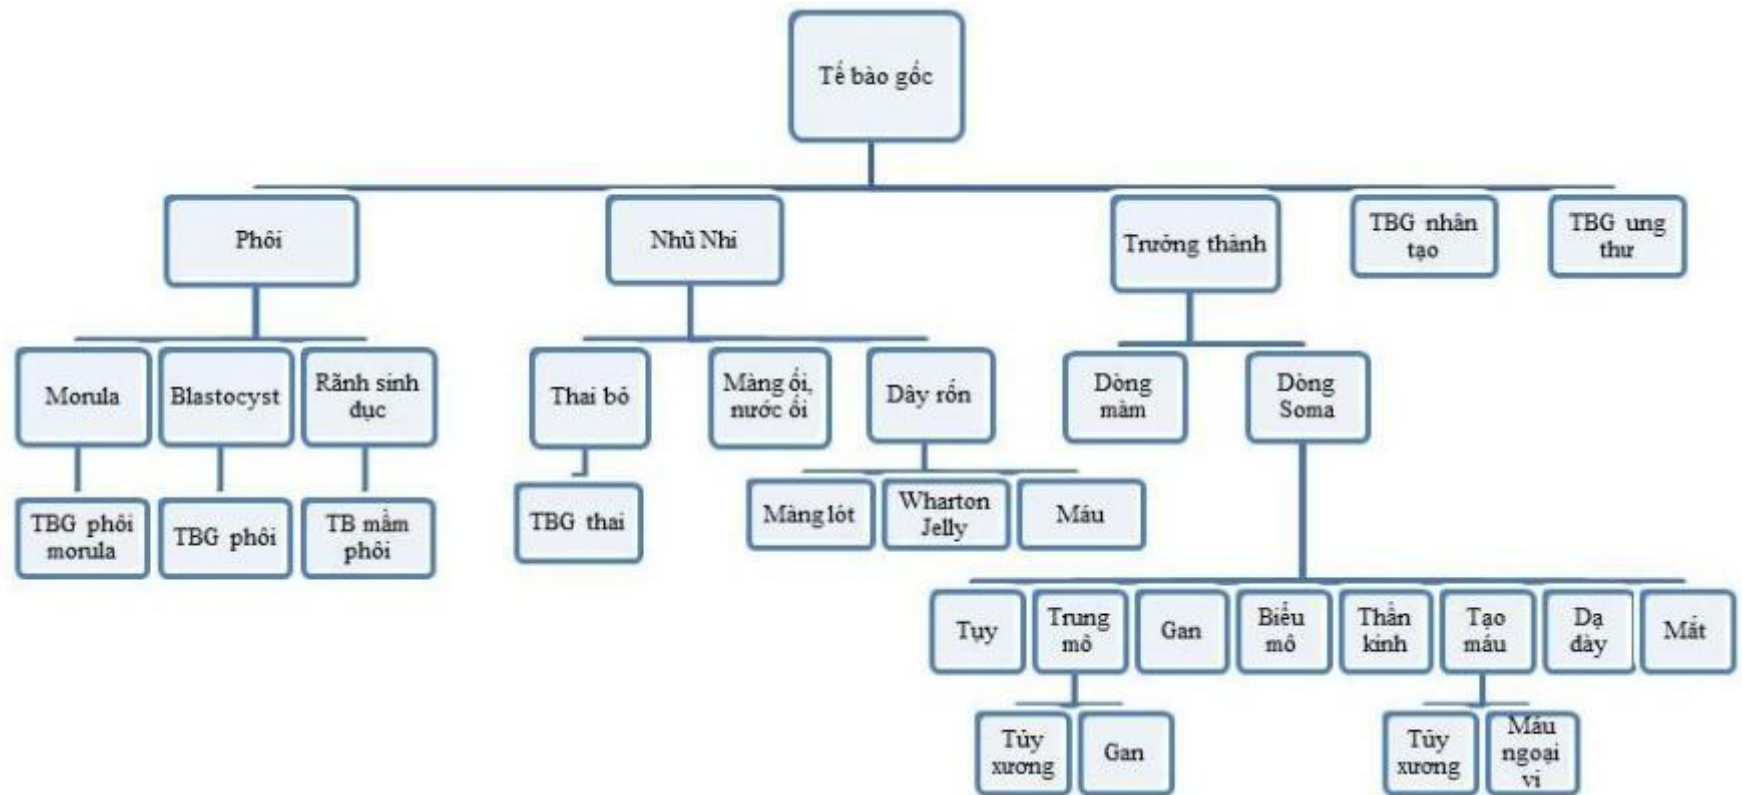 Tế bào gốc
Phôi
Nhũ Nhi
Trưởng thành
TBG nhân
tạo
TBG ung
thư
Morula
Blastocyst
Rãnh sinh
dục
Thai bỏ
Màng ối,
nước ối
Dây rốn
Dòng
mầm
Dòng
Soma
TBG phôi
morula
TBG phôi
TB mầm
phôi
TBG thai
Màng lót
Wharton
Jelly
Máu
Tụy
Trung
mô
Gan
Biểu
mô
Thần
kinh
Tạo
máu
Dạ
dày
Mắt
Tủy
xương
Gan
Tủy
xương
Máu
ngoại
vi